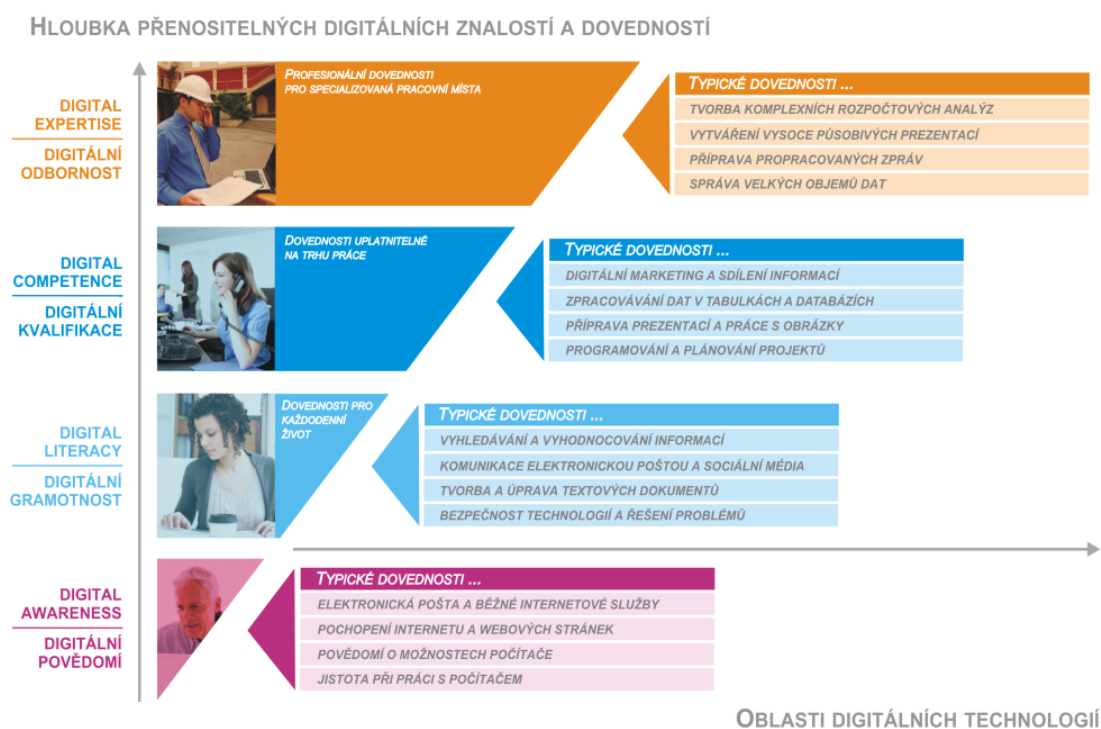 HLOUBKA PŘENOSITELNÝCH DIGITÁLNÍCH ZNALOSTÍ A DOVEDNOSTÍ
DIGITAL
EXPERTISE
DIGITÁLNÍ
ODBORNOST
PROFESIONÁLNÍ DOVEDNOSTI
PRO SPECIALIZOVANÁ PRACOVNÍ MÍSTA
TYPICKÉ DOVEDNOSTI ...
TVORBA KOMPLEXNÍCH ROZPOČTOVÝCH ANALÝZ
VYTVÁŘENÍ VYSOCE PŮSOBIVÝCH PREZENTACÍ
PŘÍPRAVA PROPRACOVANÝCH ZPRÁV
SPRÁVA VELKÝCH OBJEMŮ DAT
DIGITAL
COMPETENCE
DIGITÁLNÍ
KVALIFIKACE
DOVEDNOSTI UPLATNITELNÉ
NA TRHU PRÁCE
TYPICKÉ DOVEDNOSTI ...
DIGITÁLNÍ MARKETING A SDÍLENÍ INFORMACÍ
ZPRACOVÁVÁNÍ DAT V TABULKÁCH A DATABÁZÍCH
PŘÍPRAVA PREZENTACÍ A PRÁCE S OBRÁZKY
PROGRAMOVÁNÍ A PLÁNOVÁNÍ PROJEKTŮ
DIGITAL
LITERACY
DIGITÁLNÍ
GRAMOTNOST
DOVEDNOSTI PRO
KAŽDODENNÍ
ŽIVOT
TYPICKÉ DOVEDNOSTI ...
VYHLEDÁVÁNÍ A VYHODNOCOVÁNÍ INFORMACÍ
KOMUNIKACE ELEKTRONICKOU POŠTOU A SOCIÁLNÍ MÉDIA
TVORBA A ÚPRAVA TEXTOVÝCH DOKUMENTŮ
BEZPEČNOST TECHNOLOGIÍ A ŘEŠENÍ PROBLÉMŮ
DIGITAL
AWARENESS
DIGITÁLNÍ
POVĚDOMÍ
TYPICKÉ DOVEDNOSTI ...
ELEKTRONICKÁ POŠTA A BĚŽNÉ INTERNETOVÉ SLUŽBY
POCHOPENÍ INTERNETU A WEBOVÝCH STRÁNEK
POVĚDOMÍ O MOŽNOSTECH POČÍTAČE
JISTOTA PŘI PRÁCI S POČÍTAČEM
OBLASTI DIGITÁLNÍCH TECHNOLOGIÍ